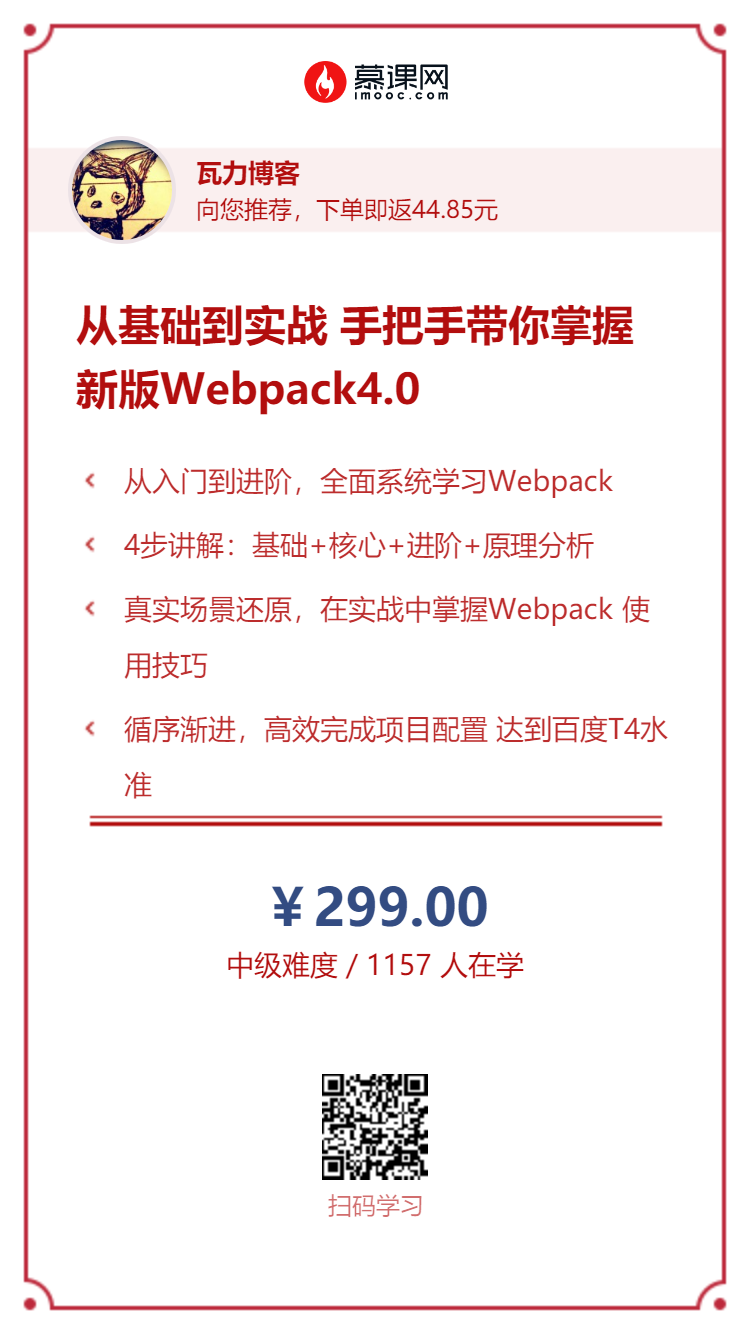 慕课网
imooc.com
瓦力博客
向您推荐，下单即返44.85元
从基础到实战 手把手带你掌握
新版Webpack4.0
从入门到进阶，全面系统学习Webpack
4步讲解：基础+核心+进阶+原理分析
真实场景还原，在实战中掌握Webpack 使
用技巧
循序渐进，高效完成项目配置 达到百度T4水
准
￥299.00
中级难度 / 1157 人在学
扫码学习